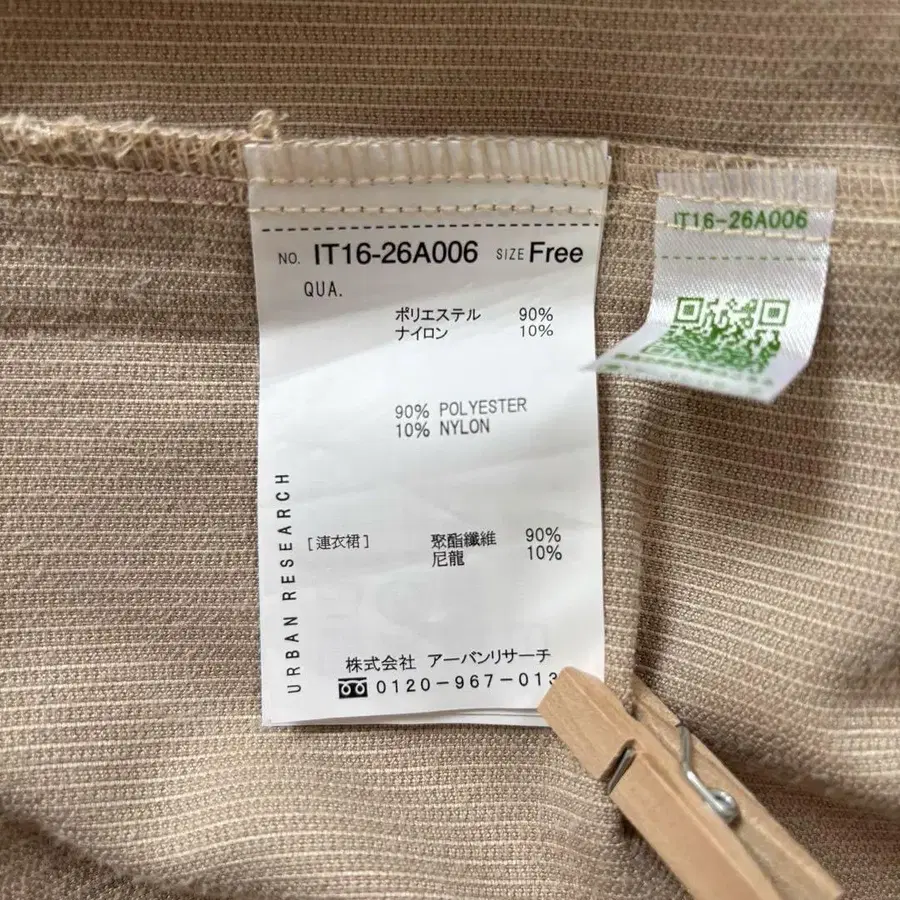 NO. IT16-26A006 SIZE Free
QUA.
ポリエステル 90%
ナイロン 10%
90% POLYESTER
10% NYLON
[連衣裙] 聚酯纖維 90%
尼龍 10%
URBAN RESEARCH
株式会社 アーバンリサーチ
0120-967-013
IT16-26A006